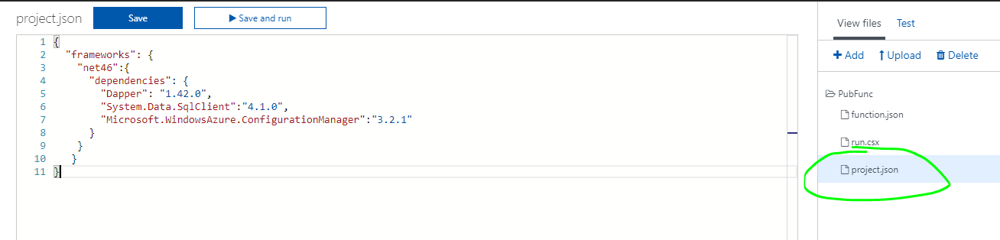 project.json Save Save and run
1 {
2 "frameworks": {
3 "net46":{
4 "dependencies": {
5 "Dapper": "1.42.0",
6 "System.Data.SqlClient":"4.1.0",
7 "Microsoft.WindowsAzure.ConfigurationManager":"3.2.1"
8 }
9 }
10 }
11 }
View files Test
Add Upload Delete
PubFunc
function.json
run.csx
project.json